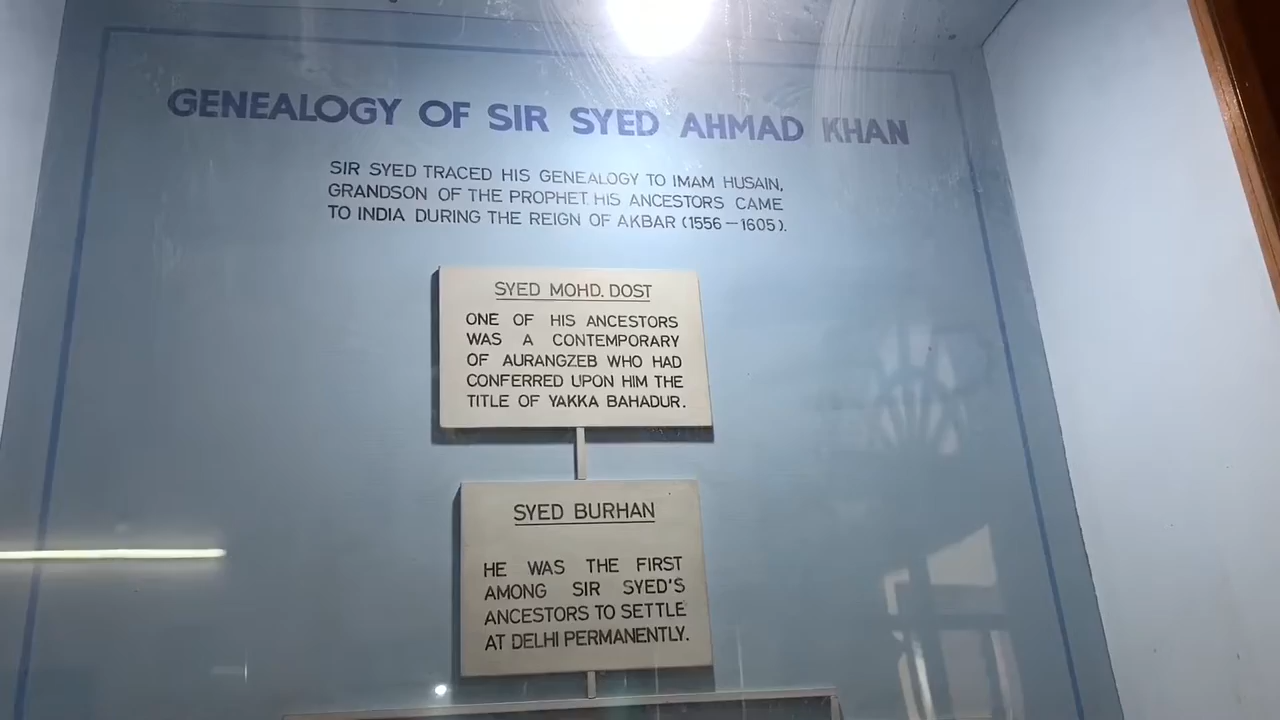 GENEALOGY OF SIR SYED AHMAD KHAN
SIR SYED TRACED HIS GENEALOGY TO IMAM HUSAIN,
GRANDSON OF THE PROPHET. HIS ANCESTORS CAME
TO INDIA DURING THE REIGN OF AKBAR (1556–1605).
SYED MOHD. DOST
ONE OF HIS ANCESTORS
WAS A CONTEMPORARY
OF AURANGZEB WHO HAD
CONFERRED UPON HIM THE
TITLE OF YAKKA BAHADUR.
SYED BURHAN
HE WAS THE FIRST
AMONG SIR SYED'S
ANCESTORS TO SETTLE
AT DELHI PERMANENTLY.